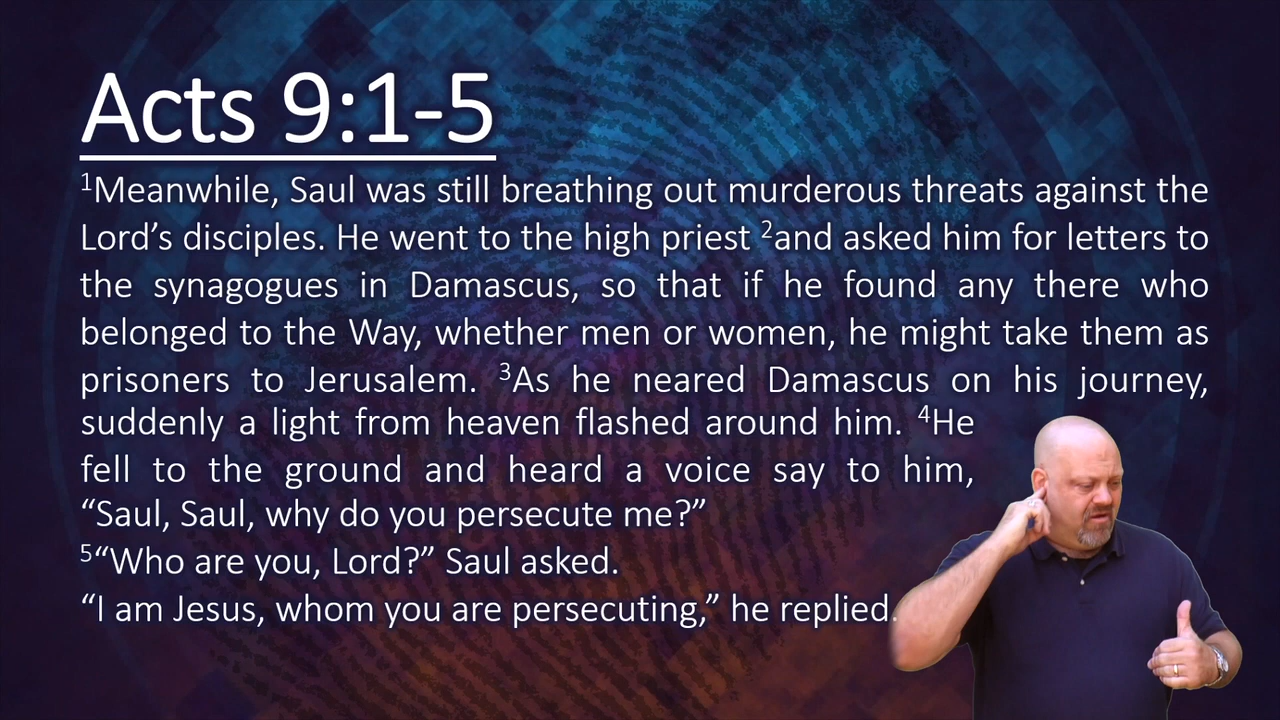 Acts 9:1-5
¹Meanwhile, Saul was still breathing out murderous threats against the
Lord’s disciples. He went to the high priest ²and asked him for letters to
the synagogues in Damascus, so that if he found any there who
belonged to the Way, whether men or women, he might take them as
prisoners to Jerusalem. ³As he neared Damascus on his journey,
suddenly a light from heaven flashed around him. ⁴He
fell to the ground and heard a voice say to him,
“Saul, Saul, why do you persecute me?”
⁵“Who are you, Lord?” Saul asked.
“I am Jesus, whom you are persecuting,” he replied.